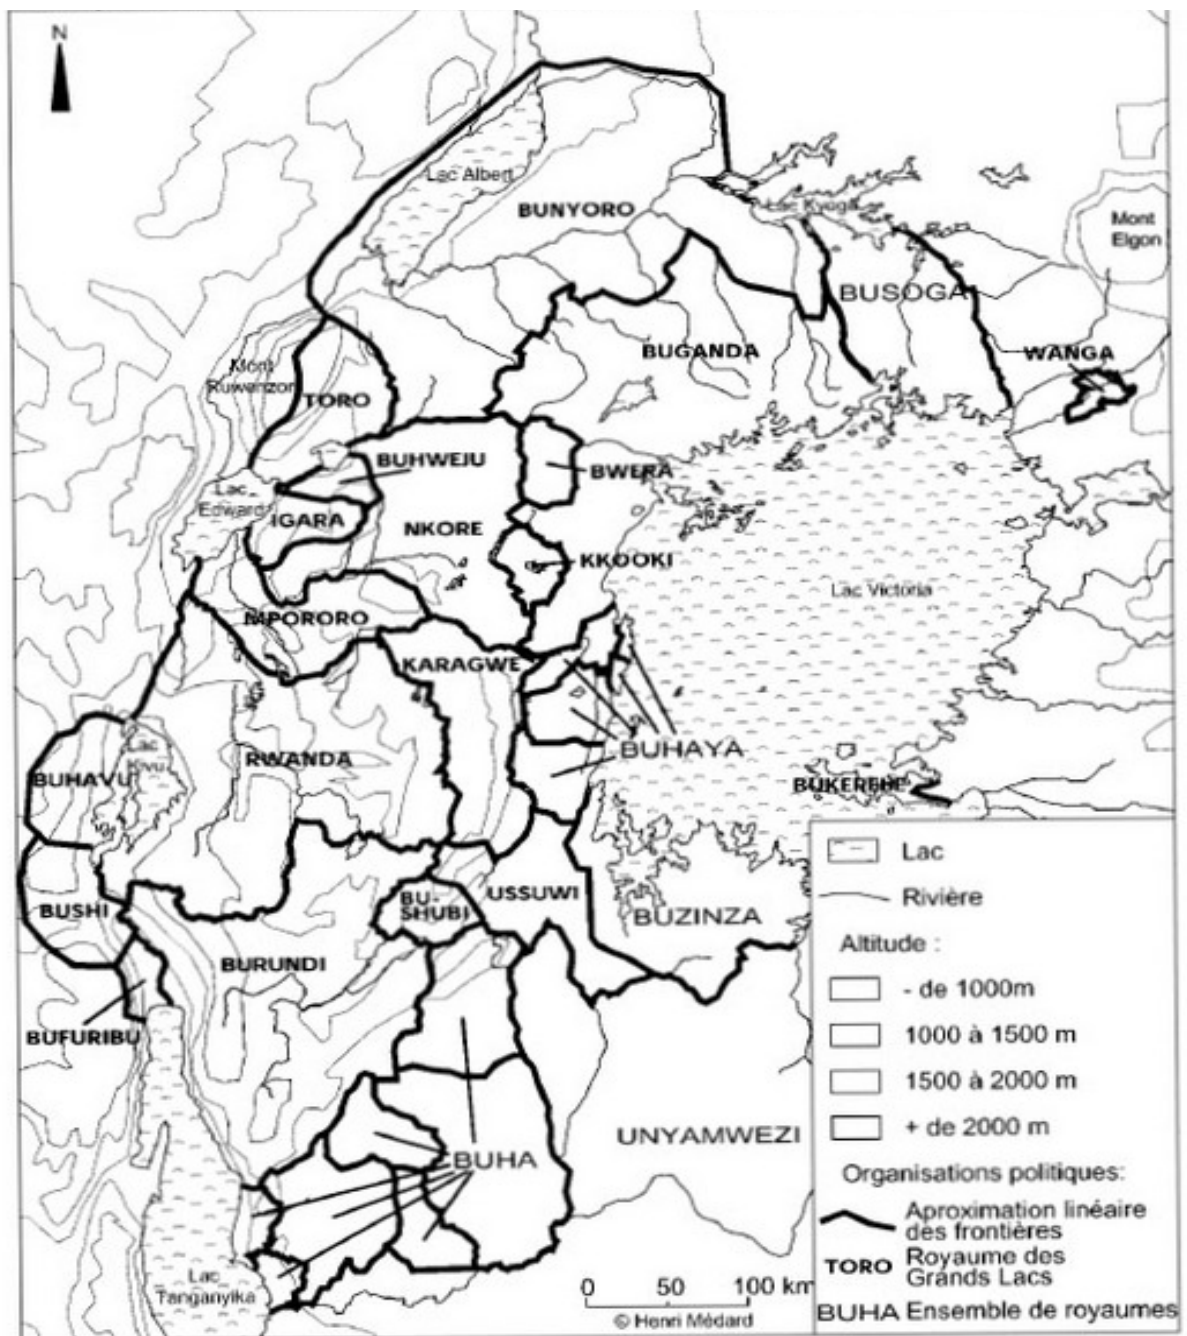 N
Lac Albert
BUNYORO
Lac Kyoga
Mont
Elgon
BUSOGA
BUGANDA
WANGA
Mont
Ruwenzori
TORO
BUHWEJU
BWERA
Lac
Edward
IGARA
NKORE
KKOOKI
Lac Victoria
MPORORO
KARAGWE
BUHAYA
Lac
Kivu
RWANDA
BUHAVU
BUKEREBE
BUSHI
BU-
SHUBI
USSUWI
BUZINZA
BURUNDI
BUFURIBU
UNYAMWEZI
BUHA
Lac
Tanganyika
0 50 100 km
© Henri Médard
Lac
Rivière
Altitude :
- de 1000m
1000 à 1500 m
1500 à 2000 m
+ de 2000 m
Organisations politiques:
Aproximation linéaire
des frontières
TORO Royaume des
Grands Lacs
BUHA Ensemble de royaumes